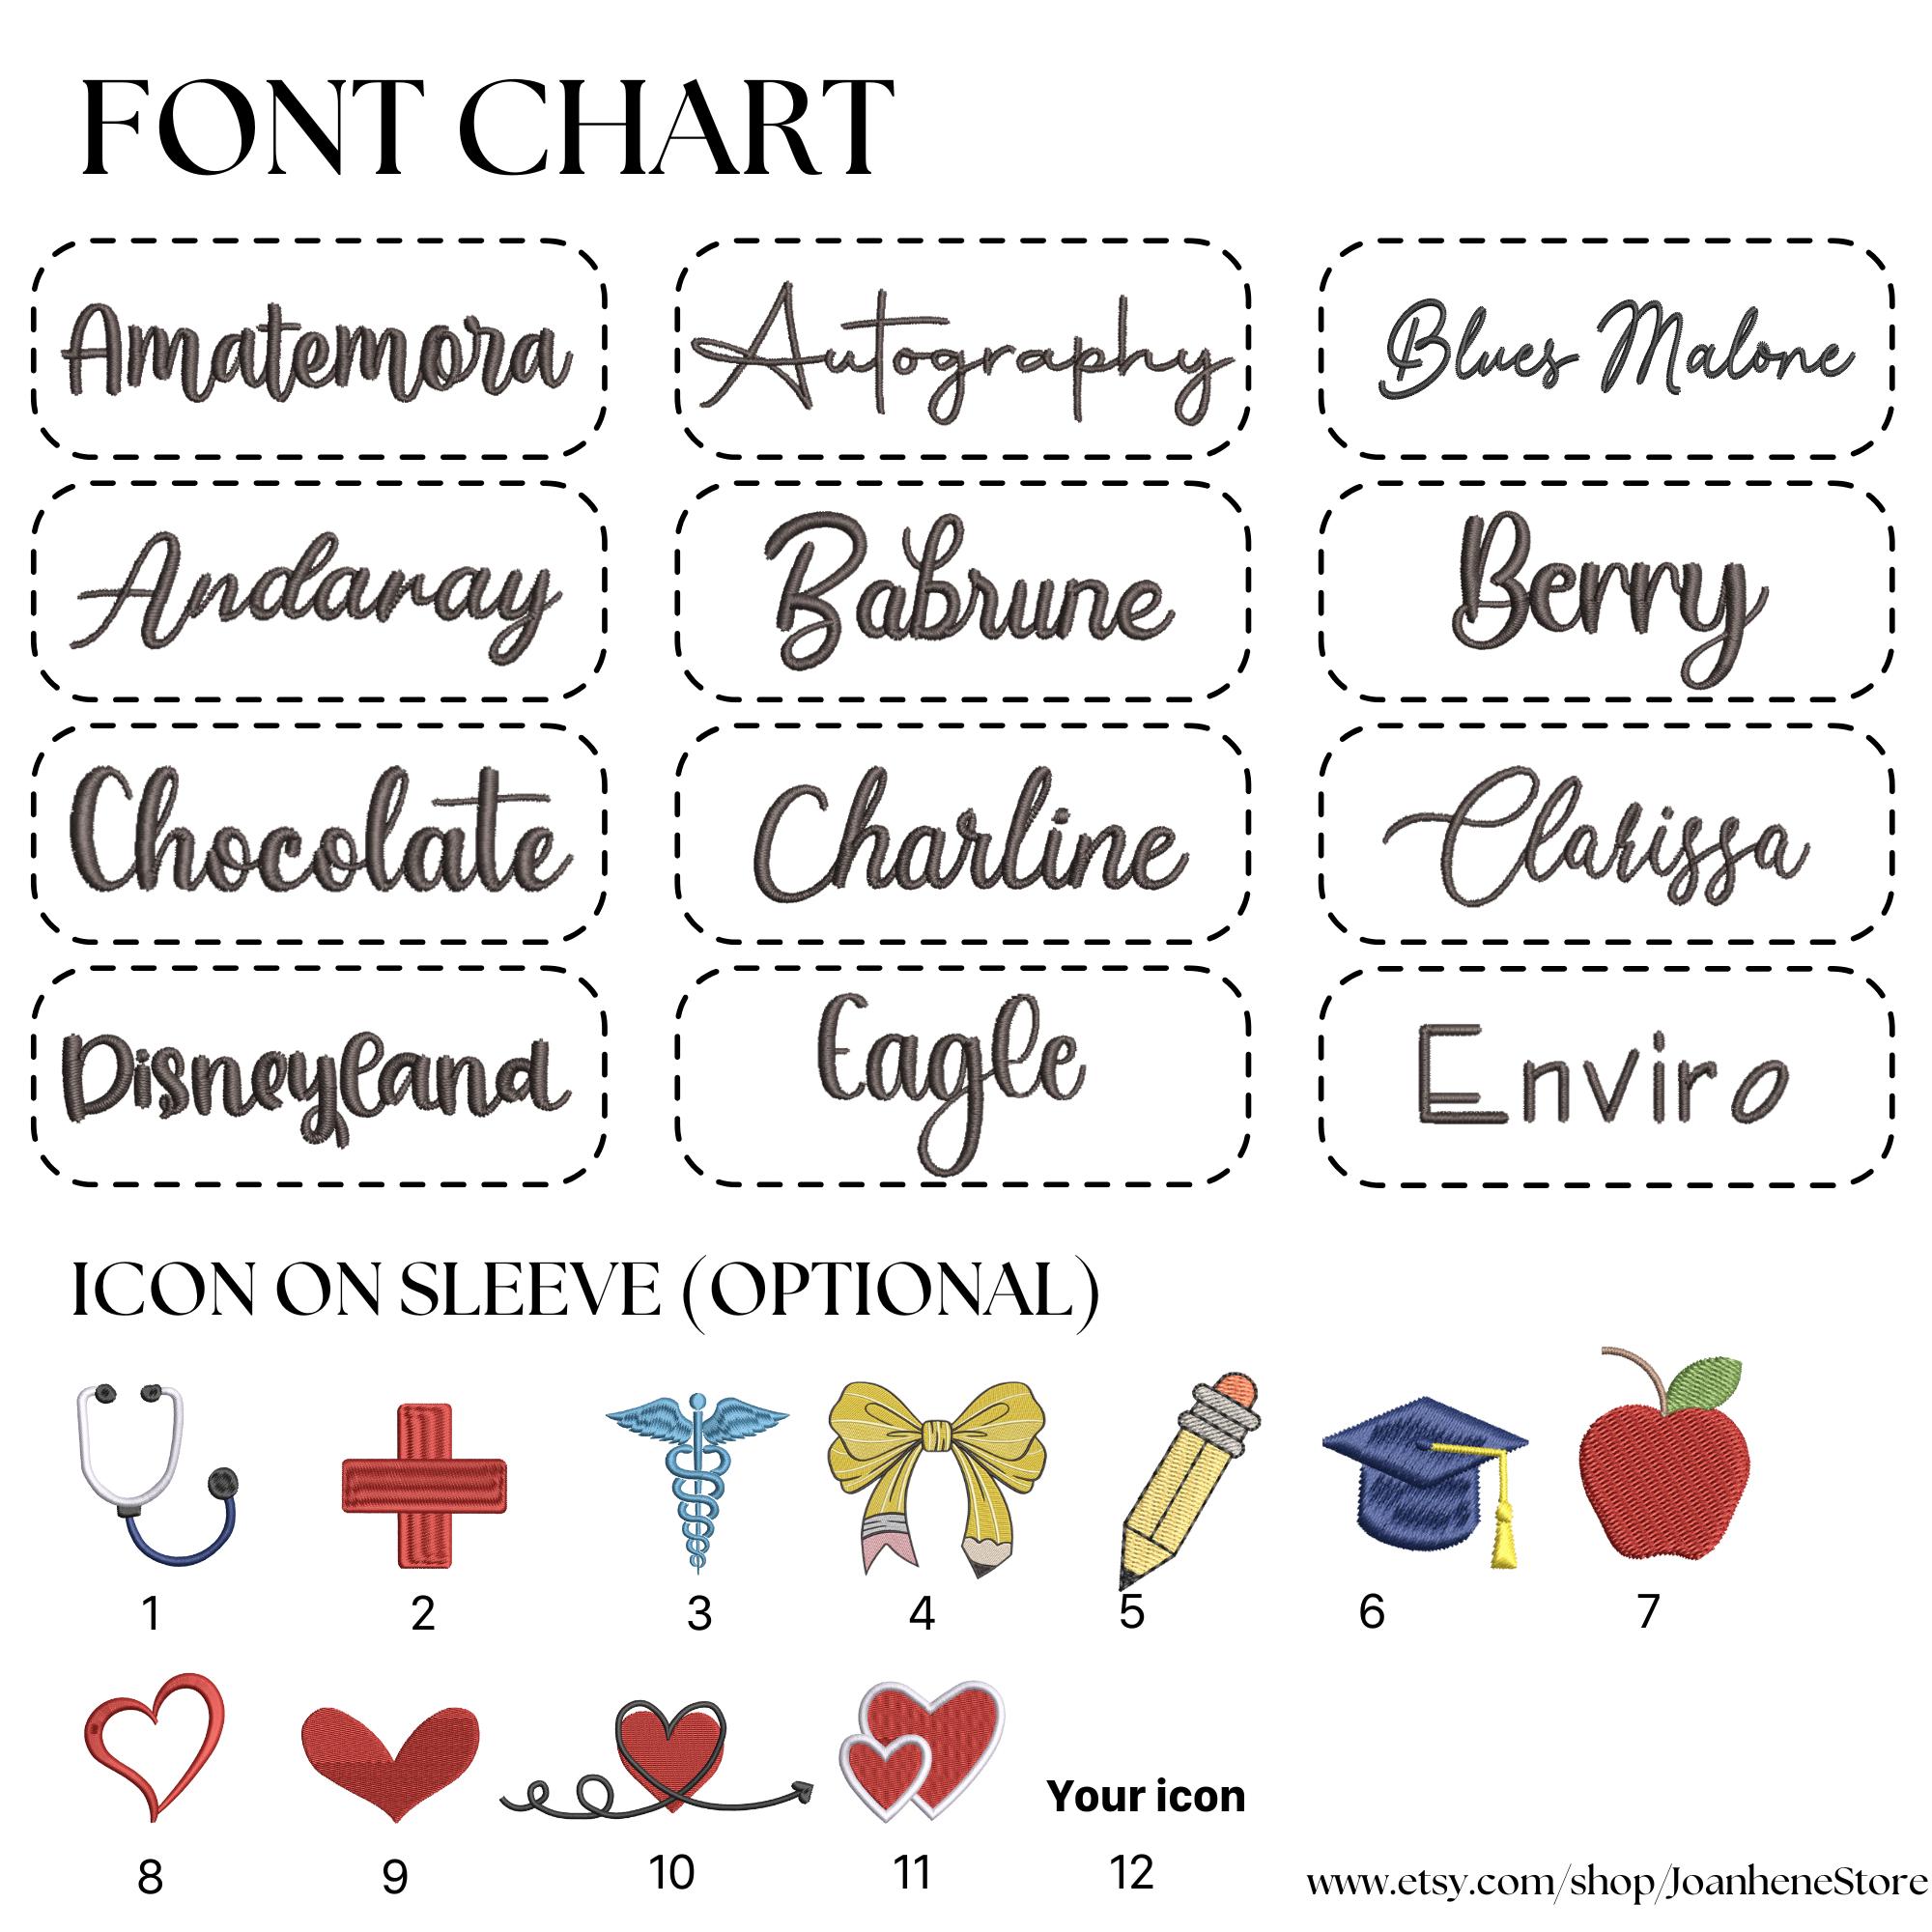 FONT CHART
Amatemora
Autography
Blues Malone
Andaray
Babrune
Berry
Chocolate
Charline
Clarissa
Disneyland
Eagle
Enviro
ICON ON SLEEVE (OPTIONAL)
1 2 3 4 5 6 7
Your icon
8 9 10 11 12
www.etsy.com/shop/JoanheneStore